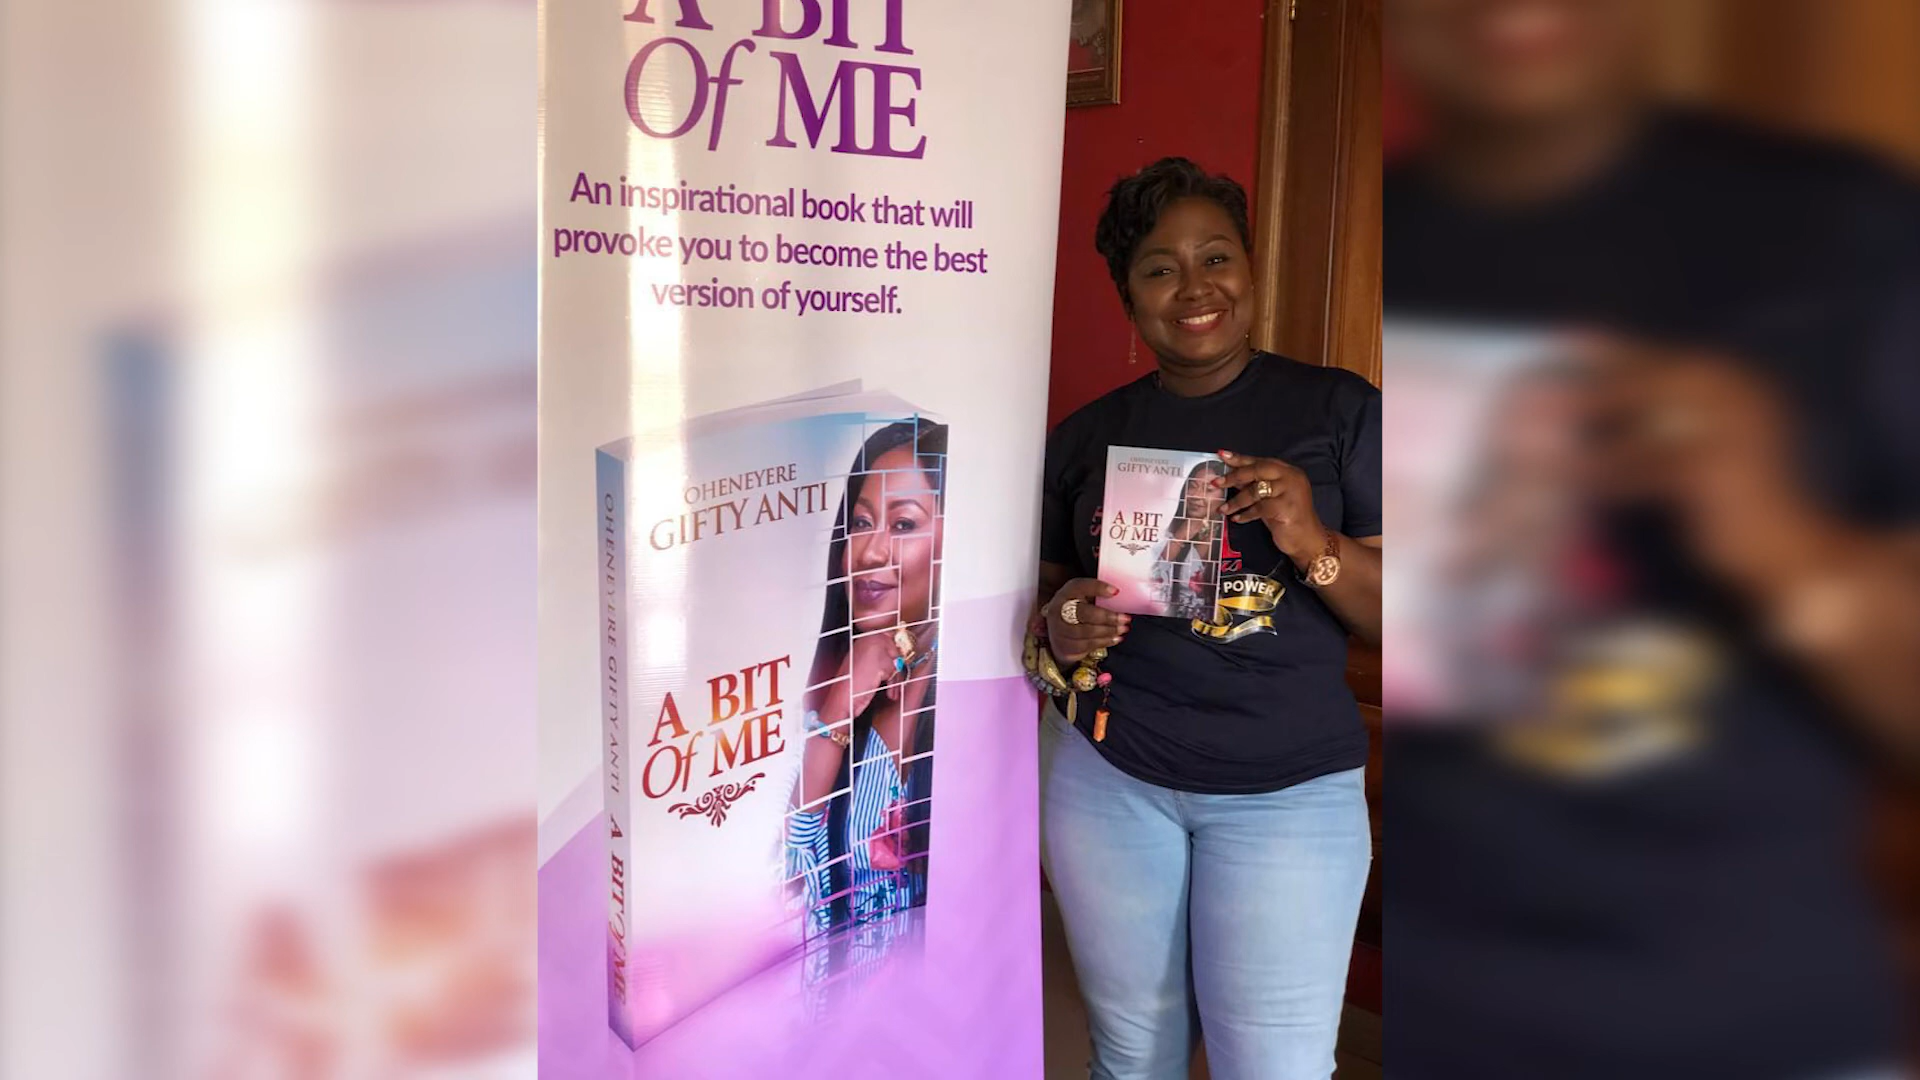 A BIT
Of ME
An inspirational book that will
provoke you to become the best
version of yourself.
OHENEYERE
GIFTY ANTI
A BIT
Of ME
OHENEYERE GIFTY ANTI A BIT Of ME
OHENEYERE
GIFTY ANTI
A BIT
Of ME
POWER